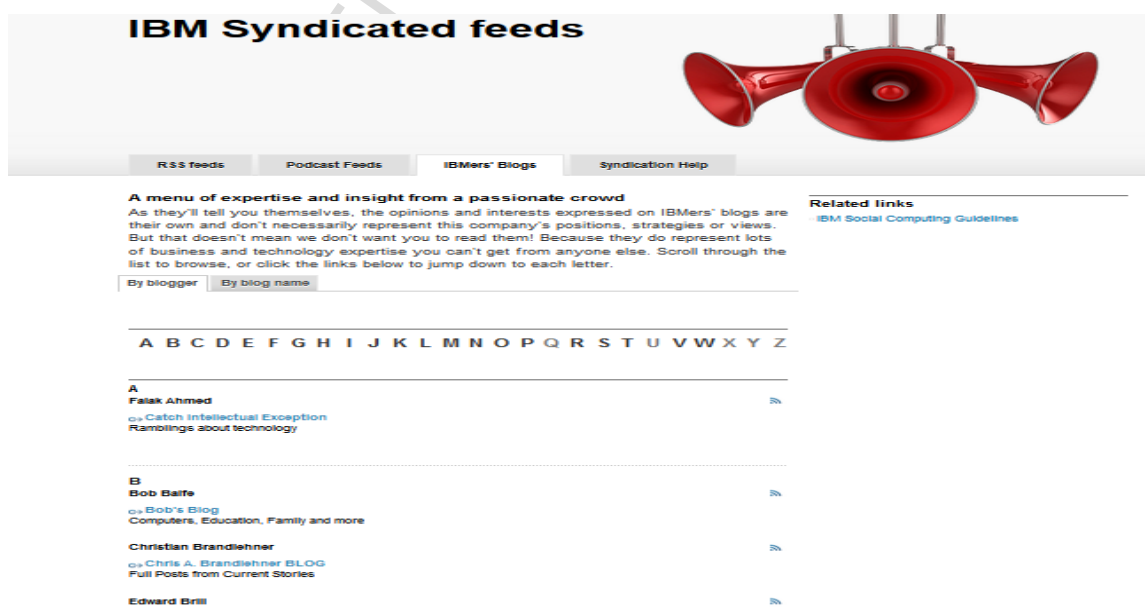 IBM Syndicated feeds
RSS feeds Podcast Feeds IBMers' Blogs Syndication Help
A menu of expertise and insight from a passionate crowd
As they'll tell you themselves, the opinions and interests expressed on IBMers' blogs are
their own and don't necessarily represent this company's positions, strategies or views.
But that doesn't mean we don't want you to read them! Because they do represent lots
of business and technology expertise you can't get from anyone else. Scroll through the
list to browse, or click the links below to jump down to each letter.
Related links
IBM Social Computing Guidelines
By blogger By blog name
A B C D E F G H I J K L M N O P Q R S T U V W X Y Z
A
Falak Ahmed
Catch Intellectual Exception
Ramblings about technology
B
Bob Balfe
Bob's Blog
Computers, Education, Family and more
Christian Brandlehner
Chris A. Brandlehner BLOG
Full Posts from Current Stories
Edward Brill